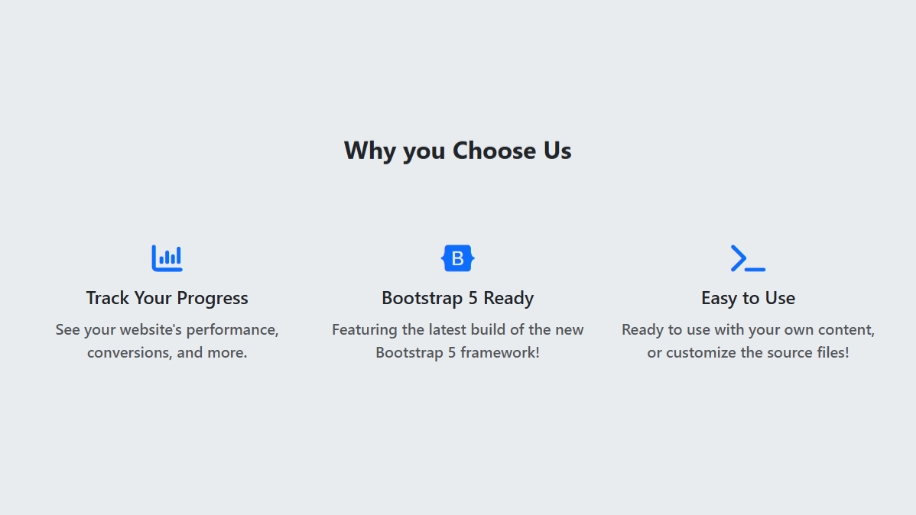 Why you Choose Us
B
Track Your Progress
See your website's performance,
conversions, and more.
Bootstrap 5 Ready
Featuring the latest build of the new
Bootstrap 5 framework!
Easy to Use
Ready to use with your own content,
or customize the source files!